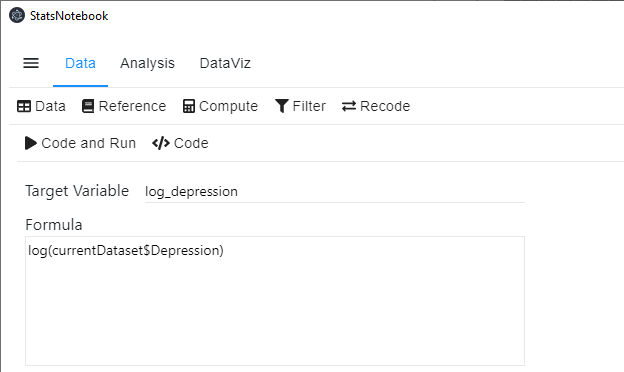 StatsNotebook
Data Analysis DataViz
Data Reference Compute Filter Recode
Code and Run Code
Target Variable log_depression
Formula
log(currentDataset$Depression)